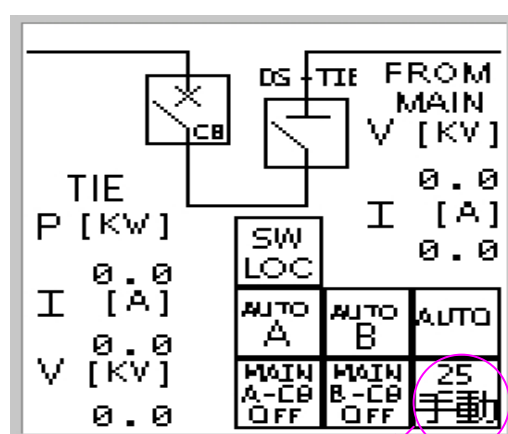 DS-TIE
FROM
MAIN
CB
V [KV]
0.0
I [A]
0.0
TIE
P [KW]
0.0
I [A]
0.0
V [KV]
0.0
SW
LOC
AUTO
A
AUTO
B
AUTO
MAIN
A-CB
OFF
MAIN
B-CB
OFF
25
手動